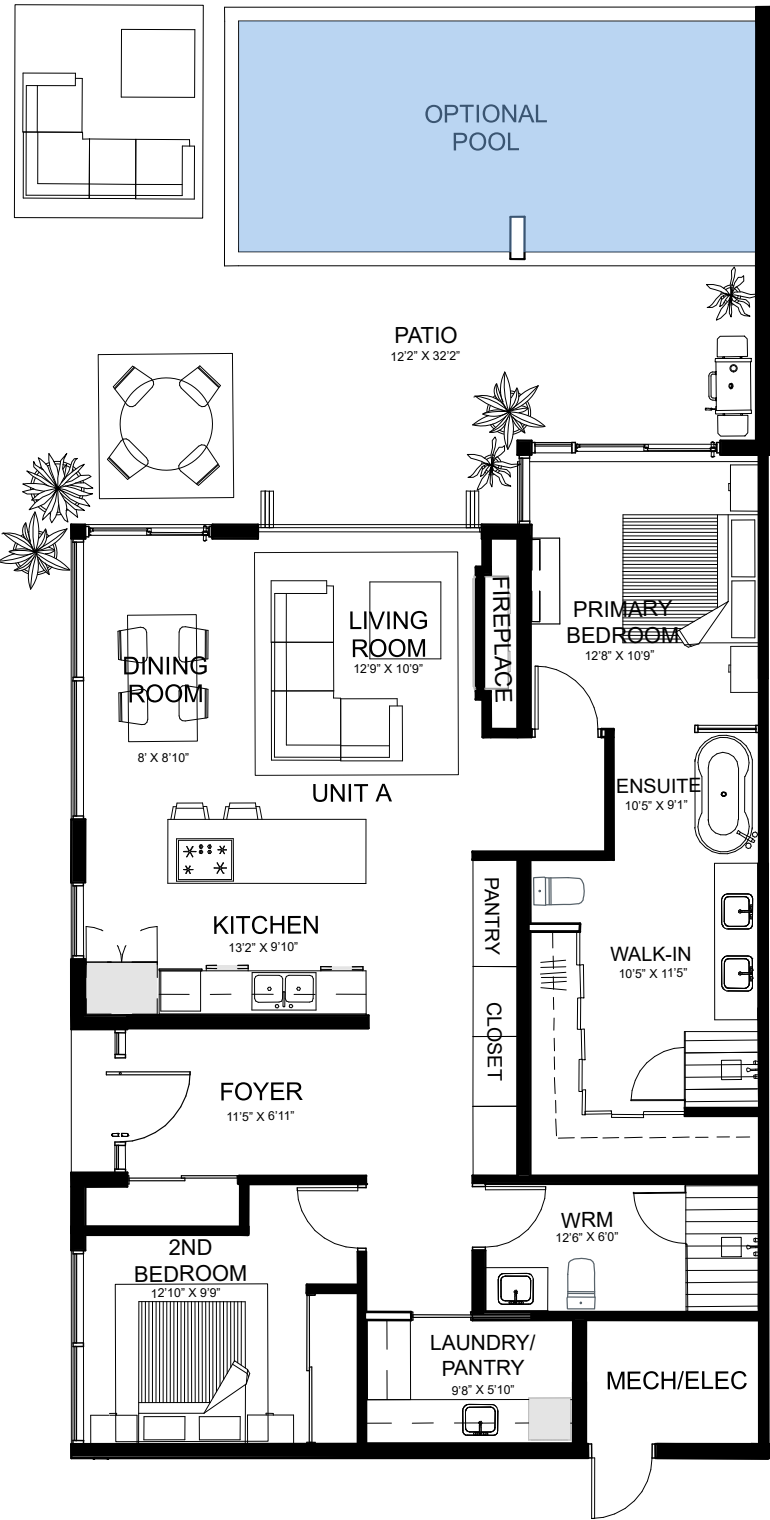 OPTIONAL
POOL
PATIO
12'2" X 32'2"
LIVING
ROOM
12'9" X 10'9"
FIREPLACE
PRIMARY
BEDROOM
12'8" X 10'9"
DINING
ROOM
8' X 8'10"
UNIT A
ENSUITE
10'5" X 9'1"
KITCHEN
13'2" X 9'10"
PANTRY
WALK-IN
10'5" X 11'5"
CLOSET
FOYER
11'5" X 6'11"
WRM
12'6" X 6'0"
2ND
BEDROOM
12'10" X 9'9"
LAUNDRY/
PANTRY
9'8" X 5'10"
MECH/ELEC